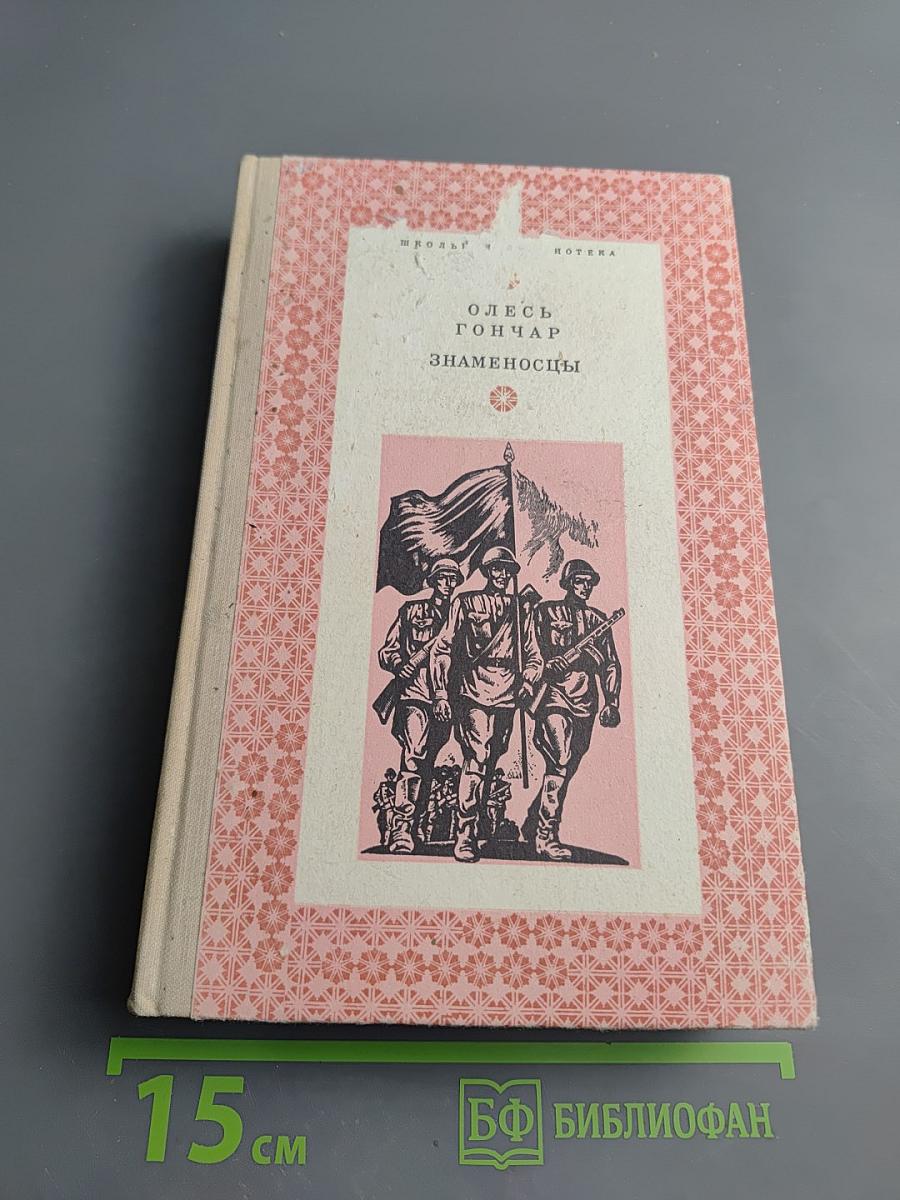 ОЛЕСЬ
ГОНЧАР
ЗНАМЕНОСЦЫ
15 см
БФ БИБЛИОФАН